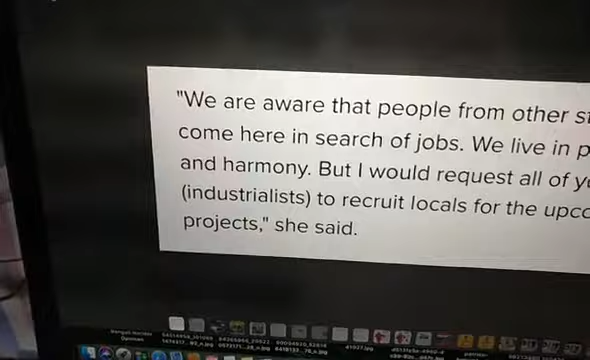 "We are aware that people from other
come here in search of jobs. We live in
and harmony. But I would request all of
(industrialists) to recruit locals for the
projects," she said.